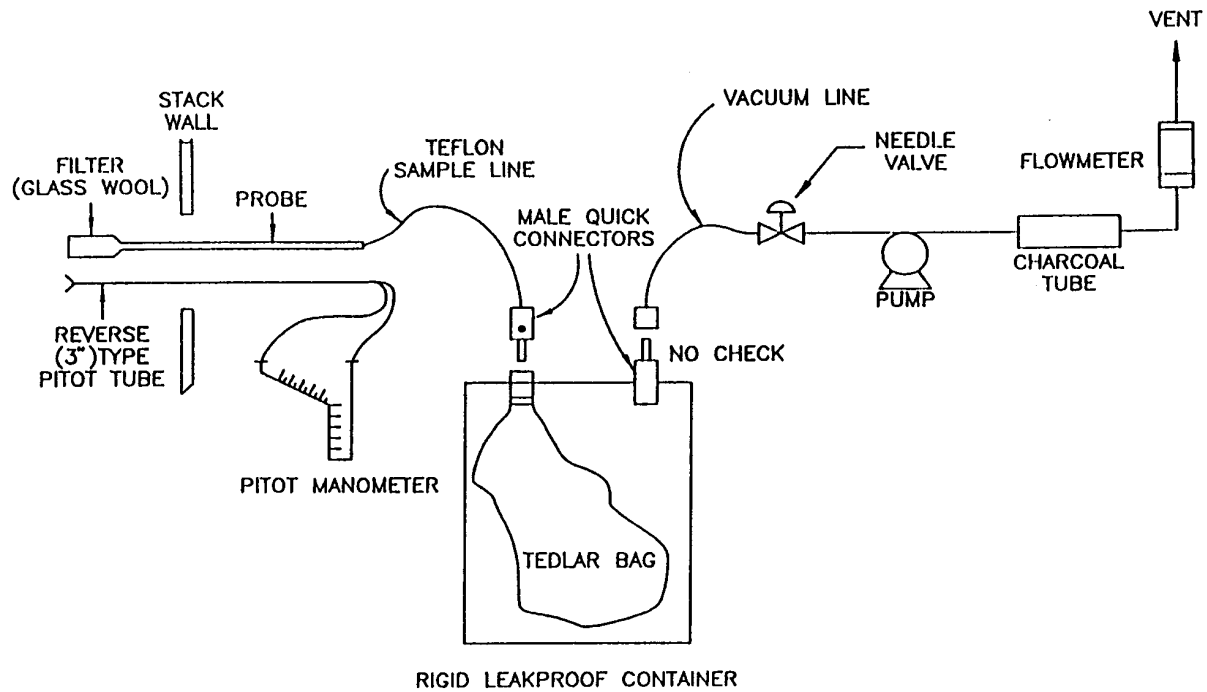 VENT
STACK
WALL
VACUUM LINE
TEFLON
SAMPLE LINE
NEEDLE
VALVE
FLOWMETER
FILTER
(GLASS WOOL)
PROBE
MALE QUICK
CONNECTORS
CHARCOAL
TUBE
PUMP
REVERSE
(3") TYPE
PITOT TUBE
NO CHECK
PITOT MANOMETER
TEDLAR BAG
RIGID LEAKPROOF CONTAINER